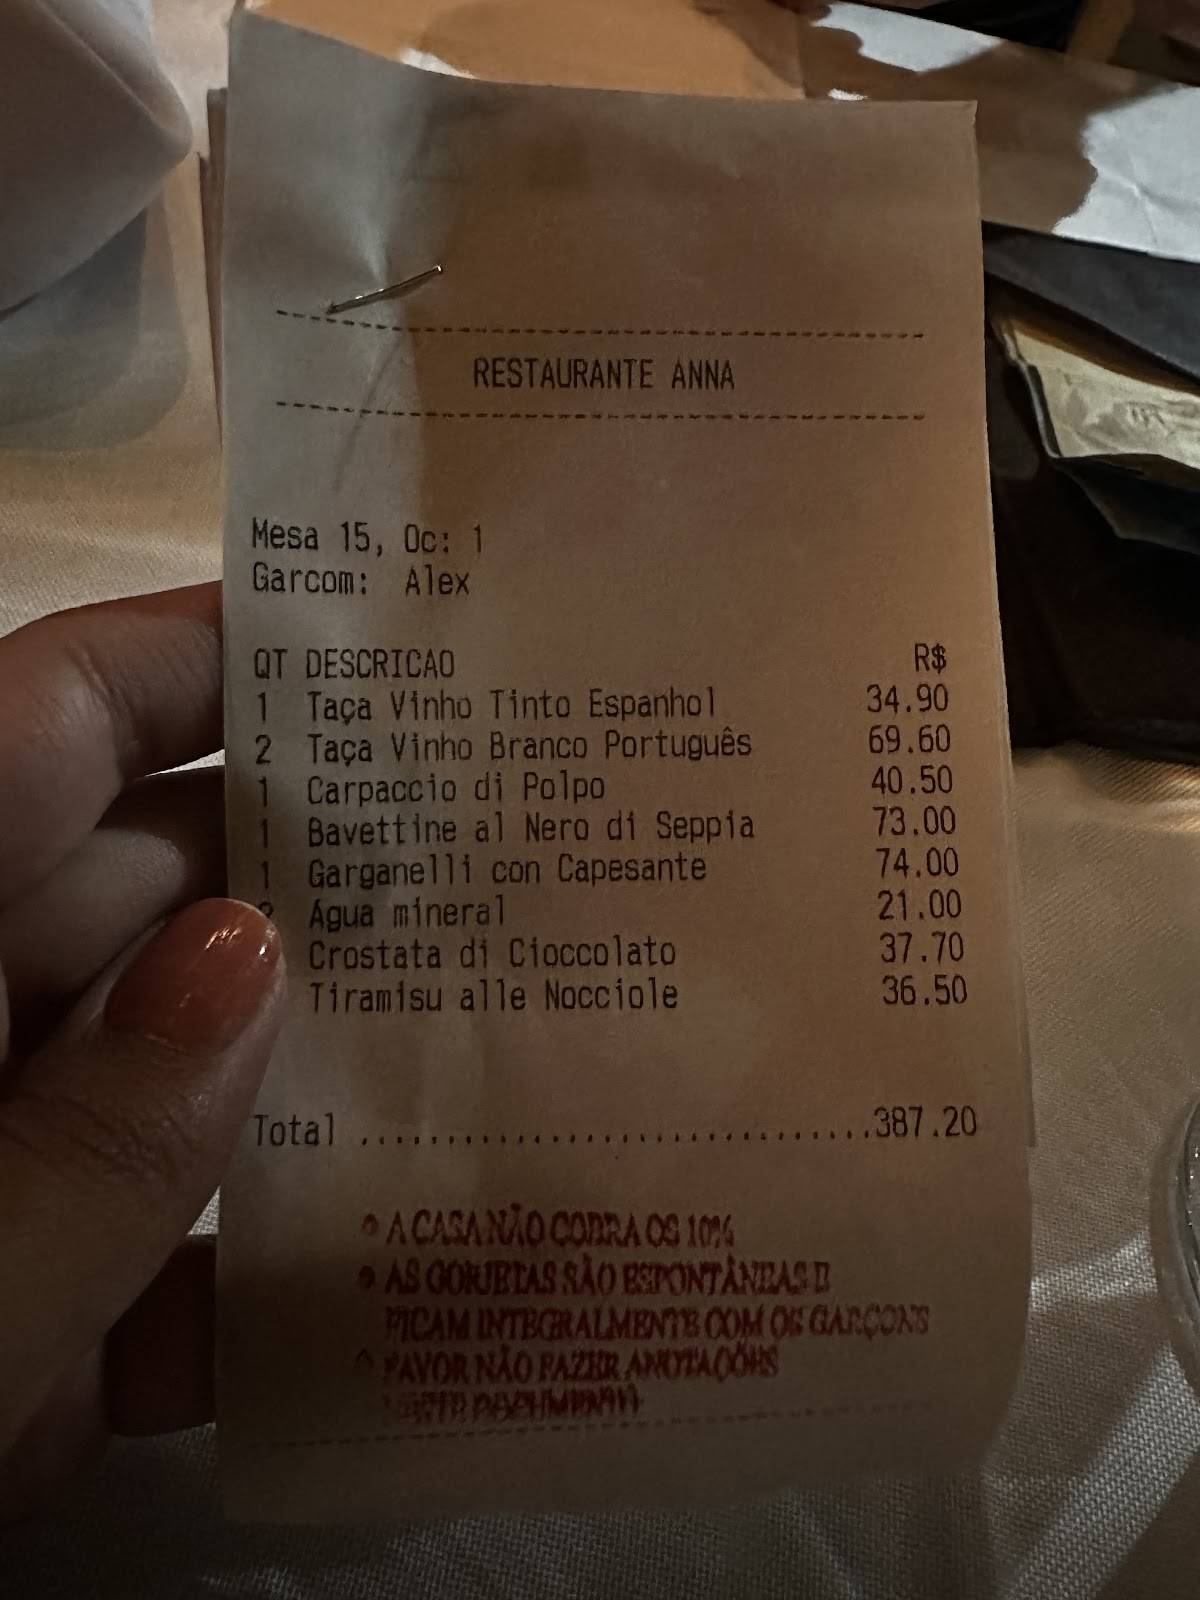 RESTAURANTE ANNA
Mesa 15, Oc: 1
Garcom: Alex
QT DESCRICAO R$
1 Taça Vinho Tinto Espanhol 34.90
2 Taça Vinho Branco Português 69.60
1 Carpaccio di Polpo 40.50
1 Bavettine al Nero di Seppia 73.00
1 Garganelli con Capesante 74.00
2 Água mineral 21.00
Crostata di Cioccolato 37.70
Tiramisu alle Nocciole 36.50
Total ................................387.20
A CASA NÃO COBRA OS 10%
AS GORJETAS SÃO ESPONTÂNEAS E
FICAM INTEGRALMENTE COM OS GARÇONS
FAVOR NÃO FAZER ANOTAÇÕES